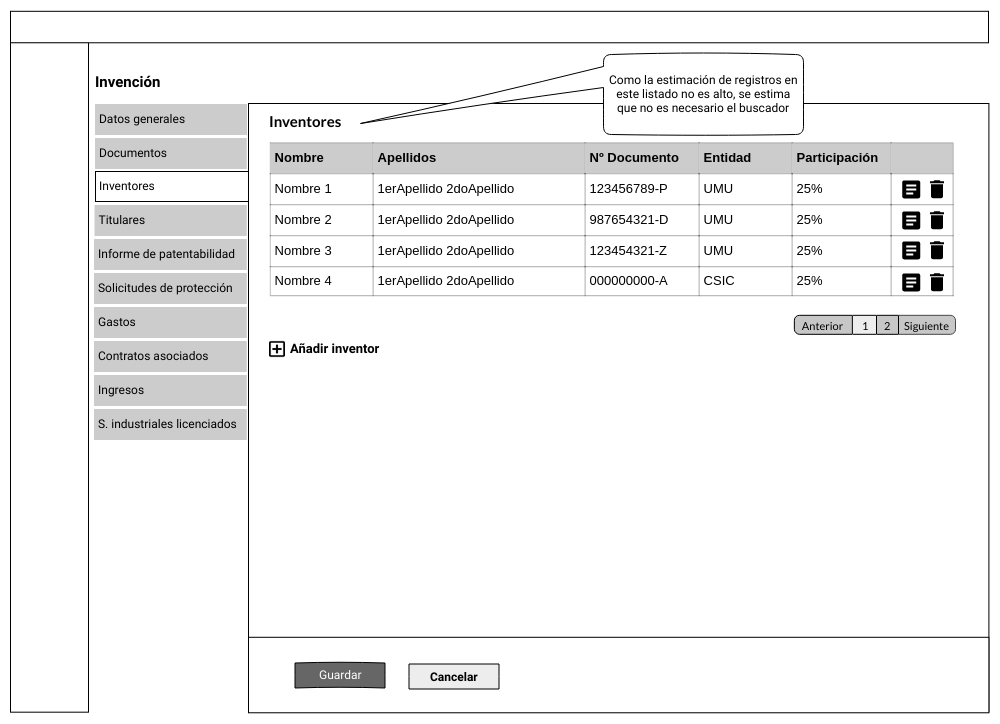 Invención
Datos generales
Documentos
Inventores
Titulares
Informe de patentabilidad
Solicitudes de protección
Gastos
Contratos asociados
Ingresos
S. industriales licenciados
Como la estimación de registros en
este listado no es alto, se estima
que no es necesario el buscador
Inventores
Nombre Apellidos Nº Documento Entidad Participación
Nombre 1 1erApellido 2doApellido 123456789-P UMU 25%
Nombre 2 1erApellido 2doApellido 987654321-D UMU 25%
Nombre 3 1erApellido 2doApellido 123454321-Z UMU 25%
Nombre 4 1erApellido 2doApellido 000000000-A CSIC 25%
Anterior 1 2 Siguiente
Añadir inventor
Guardar Cancelar